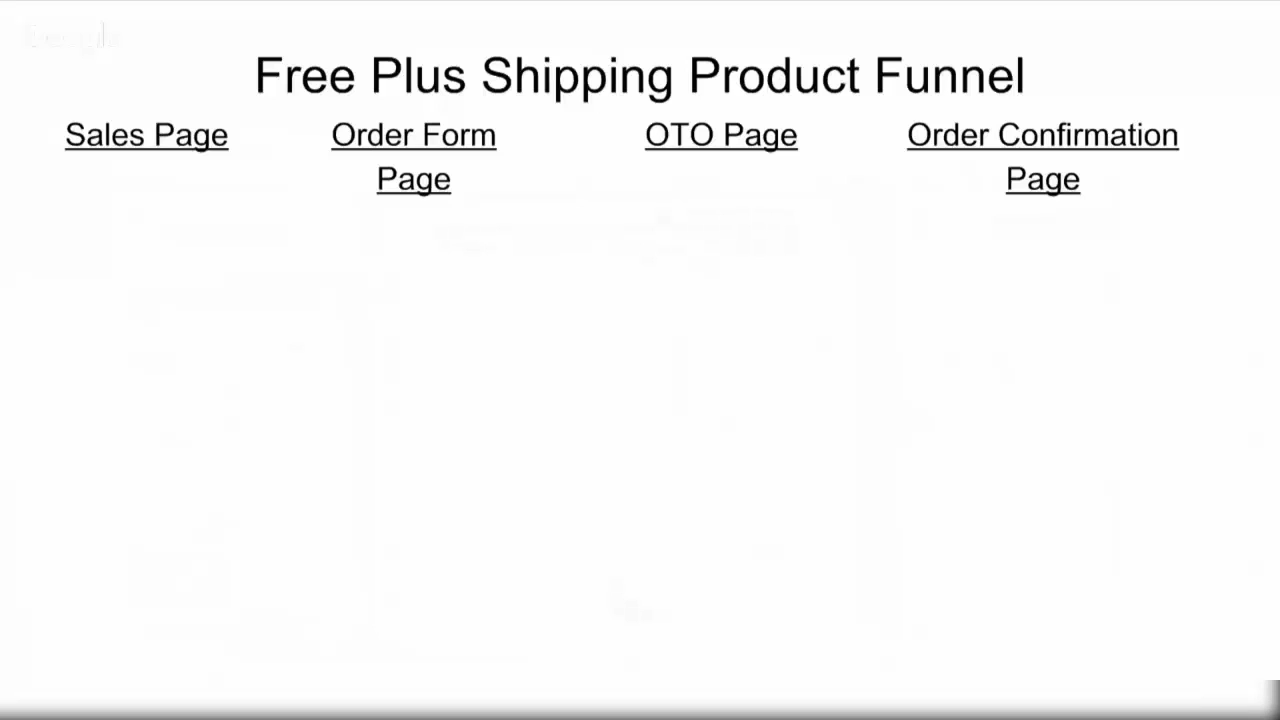 Free Plus Shipping Product Funnel
Sales Page
Order Form
Page
OTO Page
Order Confirmation
Page